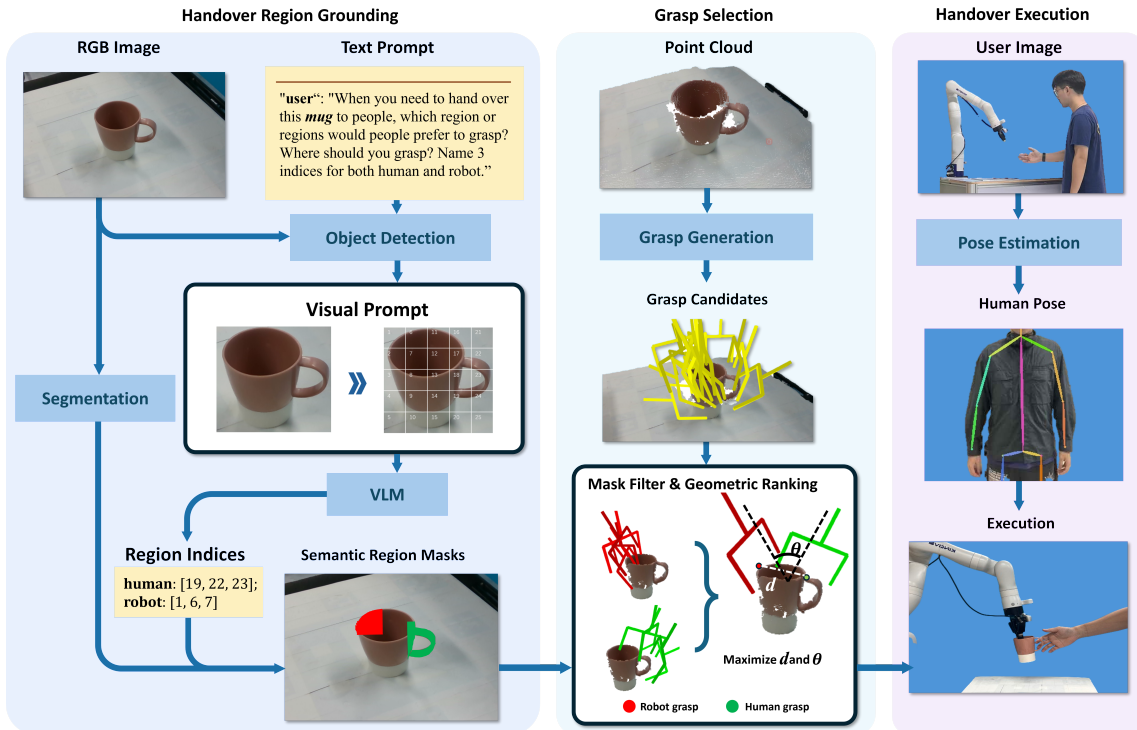 Handover Region Grounding
RGB Image
Text Prompt
"user“: "When you need to hand over
this mug to people, which region or
regions would people prefer to grasp?
Where should you grasp? Name 3
indices for both human and robot.”
Object Detection
Visual Prompt
Segmentation
VLM
Region Indices
human: [19, 22, 23];
robot: [1, 6, 7]
Semantic Region Masks
Grasp Selection
Point Cloud
Grasp Generation
Grasp Candidates
Mask Filter & Geometric Ranking
θ
d
Maximize d and θ
Robot grasp
Human grasp
Handover Execution
User Image
Pose Estimation
Human Pose
Execution